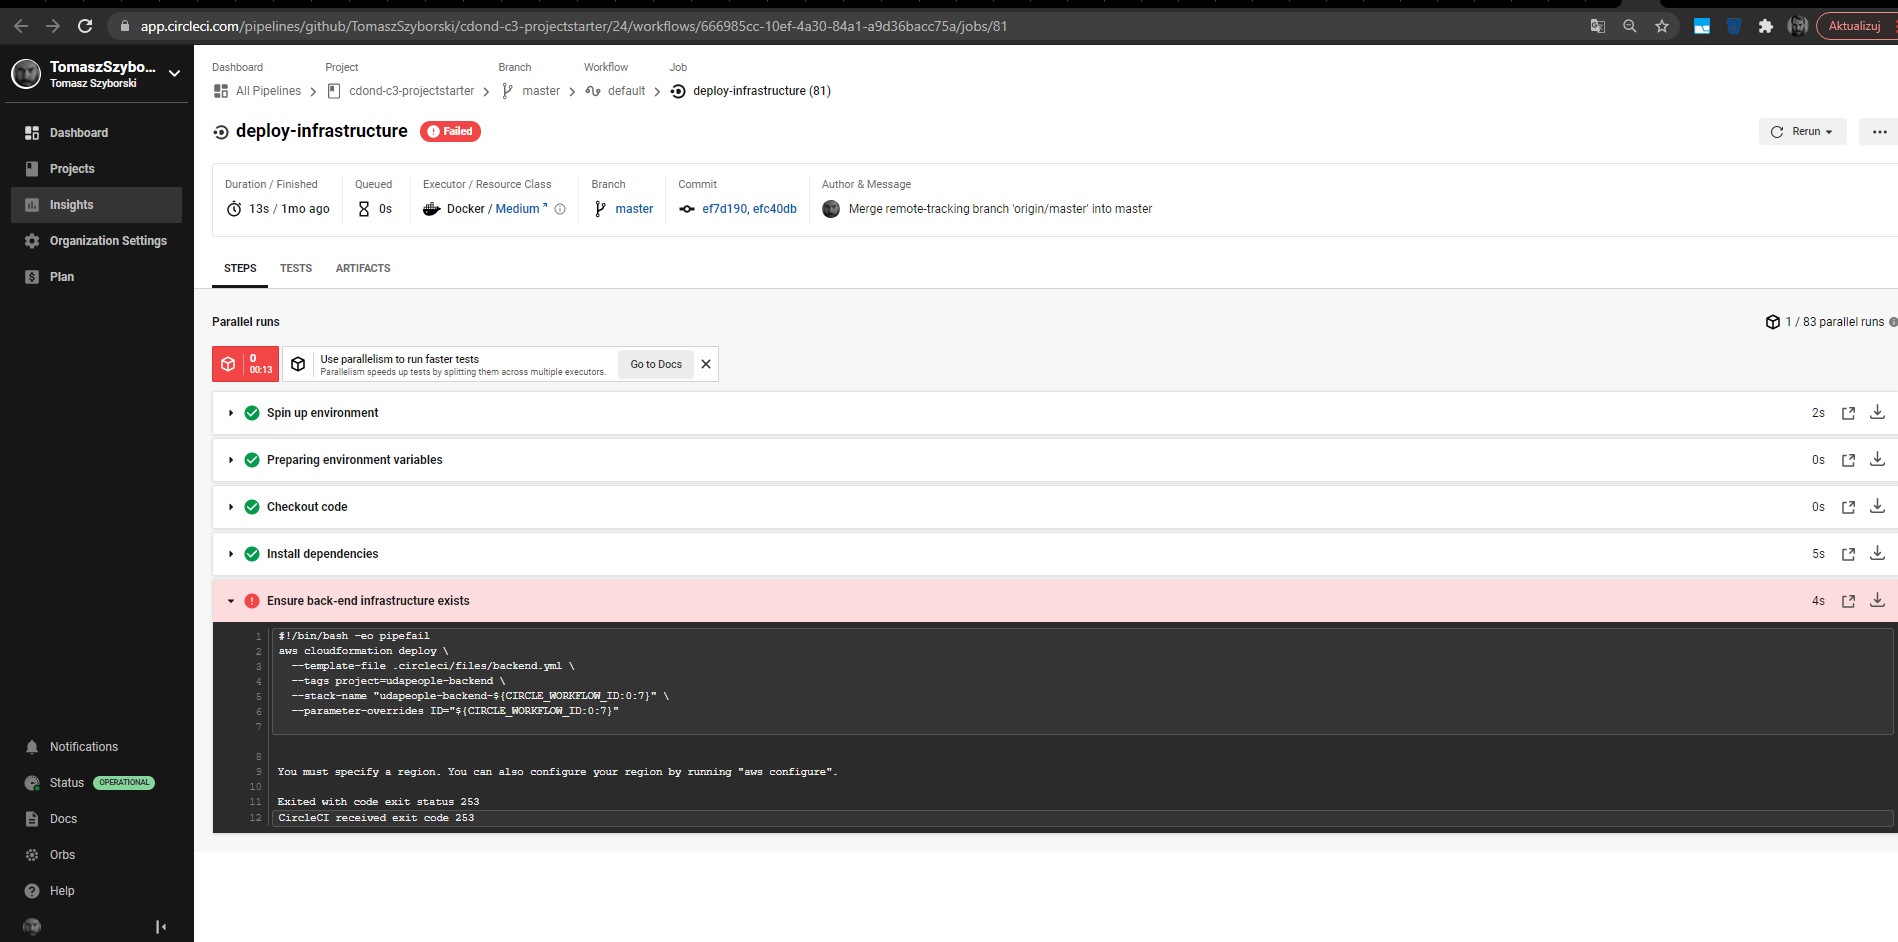 app.circleci.com/pipelines/github/TomaszSzyborski/cdond-c3-projectstarter/24/workflows/666985cc-10ef-4a30-84a1-a9d36bacc75a/jobs/81
Aktualizuj
TomaszSzybo...
Tomasz Szyborski
Dashboard
Projects
Insights
Organization Settings
Plan
Notifications
Status OPERATIONAL
Docs
Orbs
Help
Dashboard Project Branch Workflow Job
All Pipelines cdond-c3-projectstarter master default deploy-infrastructure (81)
deploy-infrastructure Failed
Rerun
Duration / Finished Queued Executor / Resource Class Branch Commit Author & Message
13s / 1mo ago 0s Docker / Medium master ef7d190, efc40db Merge remote-tracking branch 'origin/master' into master
STEPS TESTS ARTIFACTS
Parallel runs
1 / 83 parallel runs
0
00:13
Use parallelism to run faster tests
Parallelism speeds up tests by splitting them across multiple executors.
Go to Docs
Spin up environment 2s
Preparing environment variables 0s
Checkout code 0s
Install dependencies 5s
Ensure back-end infrastructure exists 4s
1 #!/bin/bash -eo pipefail
2 aws cloudformation deploy \
3 --template-file .circleci/files/backend.yml \
4 --tags project=udapeople-backend \
5 --stack-name "udapeople-backend-${CIRCLE_WORKFLOW_ID:0:7}" \
6 --parameter-overrides ID="${CIRCLE_WORKFLOW_ID:0:7}"
7
8
9 You must specify a region. You can also configure your region by running "aws configure".
10
11 Exited with code exit status 253
12 CircleCI received exit code 253